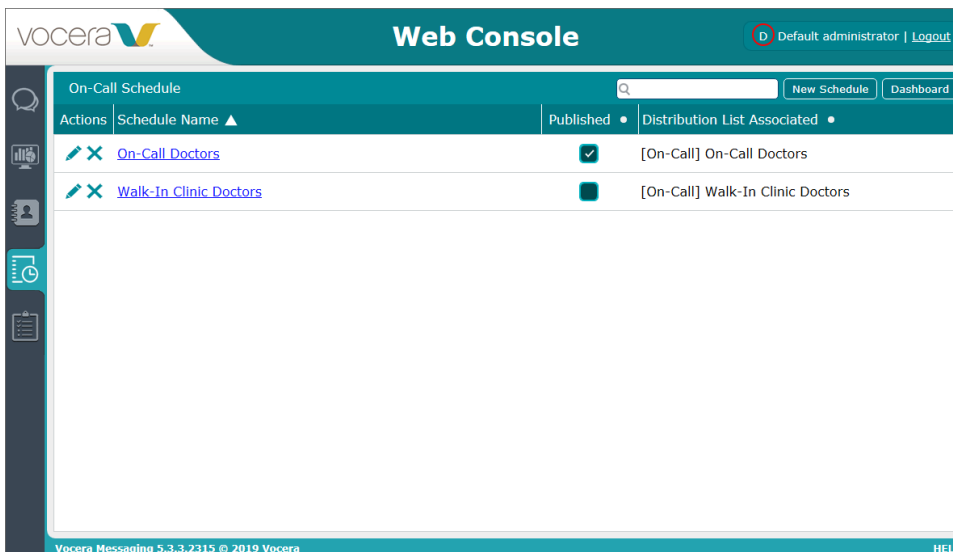 vocera
Web Console
D Default administrator | Logout
On-Call Schedule
New Schedule
Dashboard
Actions Schedule Name ▲ Published Distribution List Associated
On-Call Doctors [On-Call] On-Call Doctors
Walk-In Clinic Doctors [On-Call] Walk-In Clinic Doctors
Vocera Messaging 5.3.3.2315 © 2019 Vocera